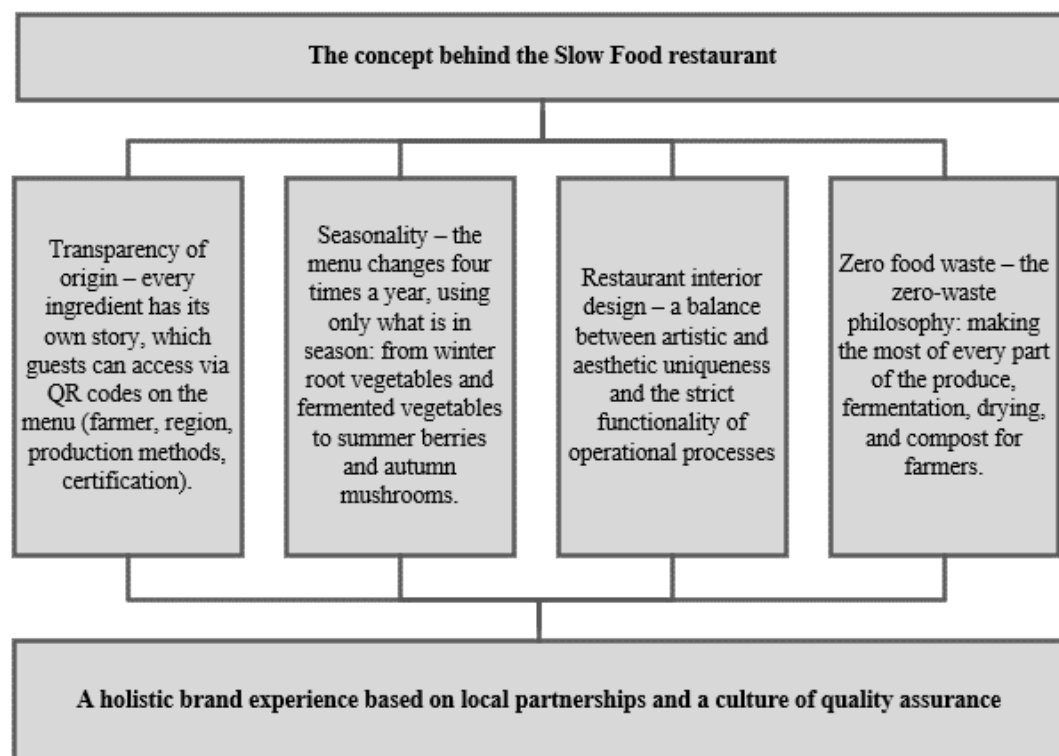 The concept behind the Slow Food restaurant
Transparency of
origin – every
ingredient has its
own story, which
guests can access via
QR codes on the
menu (farmer, region,
production methods,
certification).
Seasonality – the
menu changes four
times a year, using
only what is in
season: from winter
root vegetables and
fermented vegetables
to summer berries
and autumn
mushrooms.
Restaurant interior
design – a balance
between artistic and
aesthetic uniqueness
and the strict
functionality of
operational processes
Zero food waste – the
zero-waste
philosophy: making
the most of every part
of the produce,
fermentation, drying,
and compost for
farmers.
A holistic brand experience based on local partnerships and a culture of quality assurance